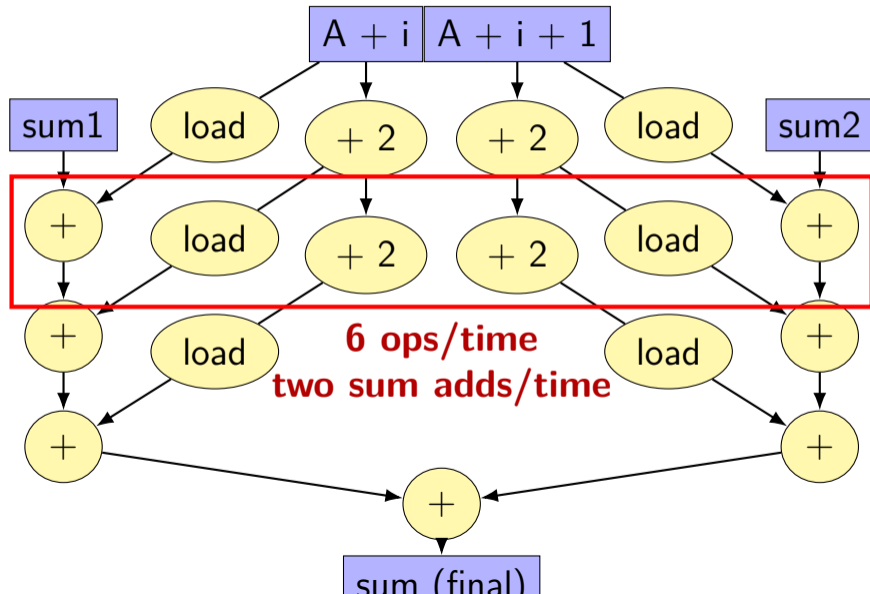 A + i A + i + 1
sum1 load + 2 + 2 load sum2
+ load + 2 + 2 load +
+ load 6 ops/time load +
two sum adds/time
+ +
+
sum (final)